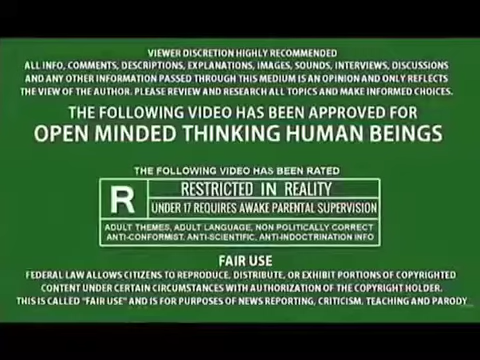 VIEWER DISCRETION HIGHLY RECOMMENDED
ALL INFO, COMMENTS, DESCRIPTIONS, EXPLANATIONS, IMAGES, SOUNDS, INTERVIEWS, DISCUSSIONS
AND ANY OTHER INFORMATION PASSED THROUGH THIS MEDIUM IS AN OPINION AND ONLY REFLECTS
THE VIEW OF THE AUTHOR. PLEASE REVIEW AND RESEARCH ALL TOPICS AND MAKE INFORMED CHOICES.
THE FOLLOWING VIDEO HAS BEEN APPROVED FOR
OPEN MINDED THINKING HUMAN BEINGS
THE FOLLOWING VIDEO HAS BEEN RATED
R
RESTRICTED IN REALITY
UNDER 17 REQUIRES AWAKE PARENTAL SUPERVISION
ADULT THEMES, ADULT LANGUAGE, NON POLITICALLY CORRECT
ANTI-CONFORMIST, ANTI-SCIENTIFIC, ANTI-INDOCTRINATION INFO
FAIR USE
FEDERAL LAW ALLOWS CITIZENS TO REPRODUCE, DISTRIBUTE, OR EXHIBIT PORTIONS OF COPYRIGHTED
CONTENT UNDER CERTAIN CIRCUMSTANCES WITH AUTHORIZATION OF THE COPYRIGHT HOLDER.
THIS IS CALLED "FAIR USE" AND IS FOR PURPOSES OF NEWS REPORTING, CRITICISM, TEACHING AND PARODY